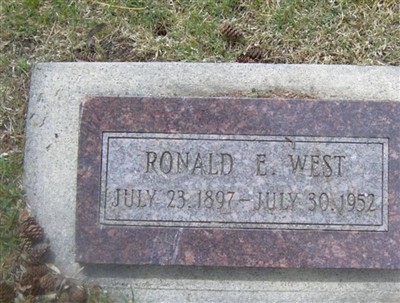 RONALD E. WEST
JULY 23, 1897 - JULY 30, 1952